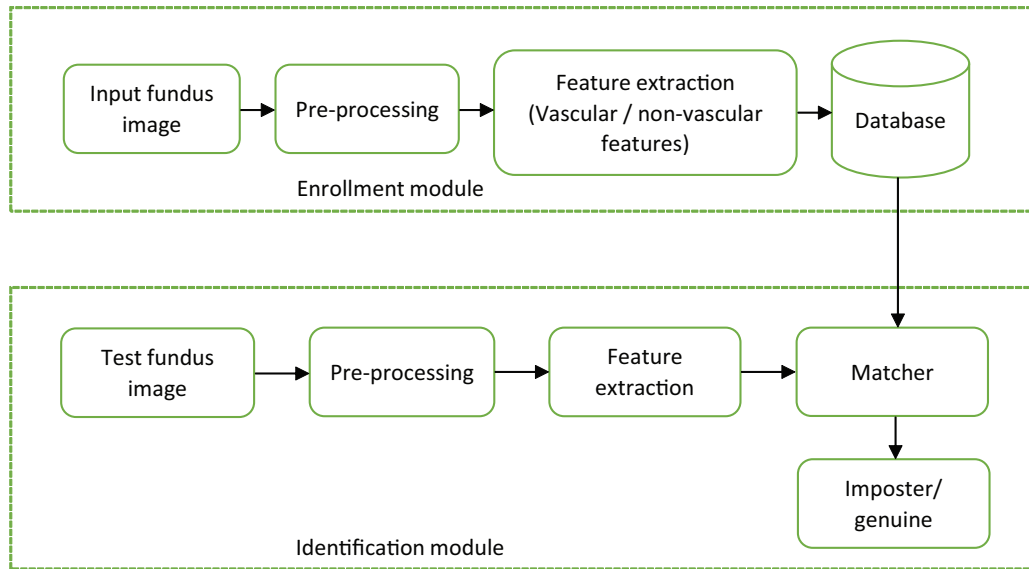 Input fundus
image
Pre-processing
Feature extraction
(Vascular / non-vascular
features)
Database
Enrollment module
Test fundus
image
Pre-processing
Feature
extraction
Matcher
Imposter/
genuine
Identification module